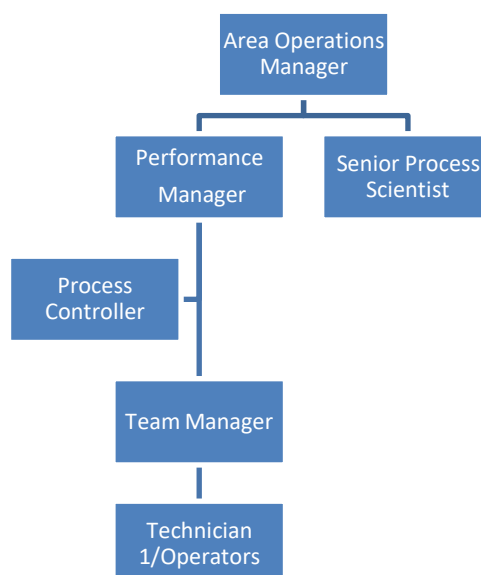 Area Operations
Manager
Performance
Manager
Senior Process
Scientist
Process
Controller
Team Manager
Technician
1/Operators